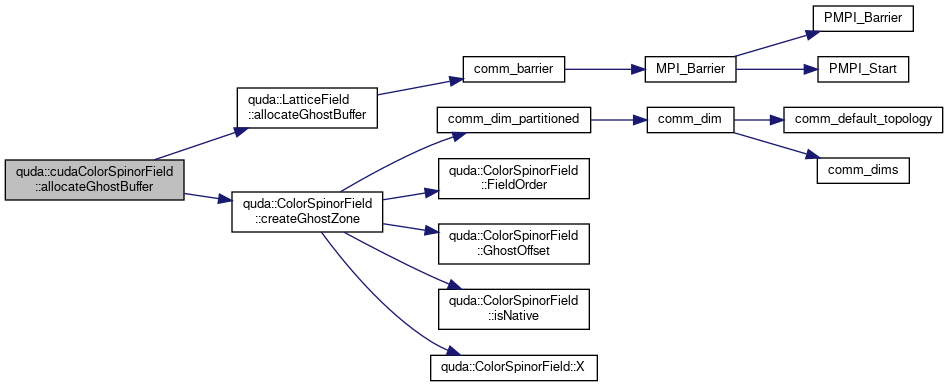 quda::cudaColorSpinorField
::allocateGhostBuffer
quda::LatticeField
::allocateGhostBuffer
quda::ColorSpinorField
::createGhostZone
comm_barrier
comm_dim_partitioned
quda::ColorSpinorField
::FieldOrder
quda::ColorSpinorField
::GhostOffset
quda::ColorSpinorField
::isNative
quda::ColorSpinorField::X
MPI_Barrier
comm_dim
PMPI_Barrier
PMPI_Start
comm_default_topology
comm_dims